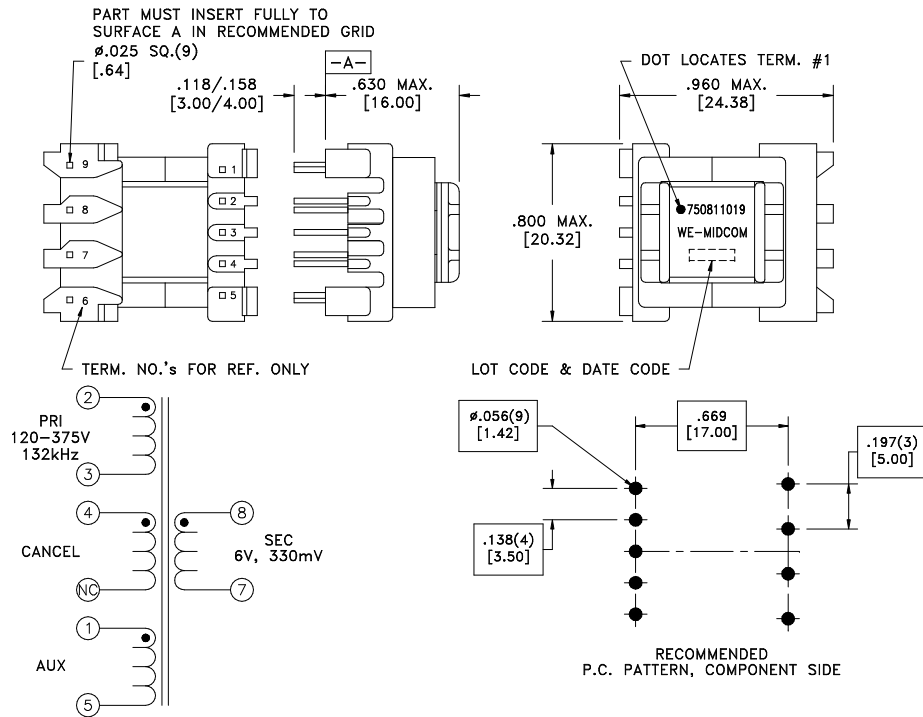 PART MUST INSERT FULLY TO
SURFACE A IN RECOMMENDED GRID
ø.025 SQ.(9)
[.64]
.118/.158
[3.00/4.00]
-A-
.630 MAX.
[16.00]
DOT LOCATES TERM. #1
.960 MAX.
[24.38]
9
8
7
6
1
2
3
4
5
.800 MAX.
[20.32]
750811019
WE-MIDCOM
TERM. NO.'s FOR REF. ONLY
LOT CODE & DATE CODE
2
PRI
120-375V
132kHz
3
4
CANCEL
NC
1
AUX
5
8
SEC
6V, 330mV
7
ø.056(9)
[1.42]
.669
[17.00]
.197(3)
[5.00]
.138(4)
[3.50]
RECOMMENDED
P.C. PATTERN, COMPONENT SIDE